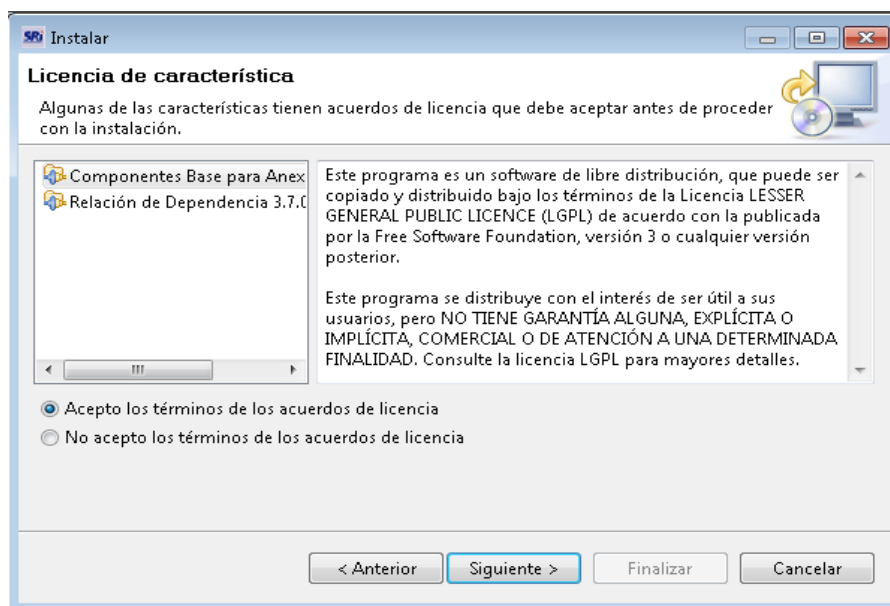 SRi Instalar
Licencia de característica
Algunas de las características tienen acuerdos de licencia que debe aceptar antes de proceder
con la instalación.
Componentes Base para Anex
Relación de Dependencia 3.7.0
Este programa es un software de libre distribución, que puede ser
copiado y distribuido bajo los términos de la Licencia LESSER
GENERAL PUBLIC LICENCE (LGPL) de acuerdo con la publicada
por la Free Software Foundation, versión 3 o cualquier versión
posterior.
Este programa se distribuye con el interés de ser útil a sus
usuarios, pero NO TIENE GARANTÍA ALGUNA, EXPLÍCITA O
IMPLÍCITA, COMERCIAL O DE ATENCIÓN A UNA DETERMINADA
FINALIDAD. Consulte la licencia LGPL para mayores detalles.
Acepto los términos de los acuerdos de licencia
No acepto los términos de los acuerdos de licencia
< Anterior
Siguiente >
Finalizar
Cancelar